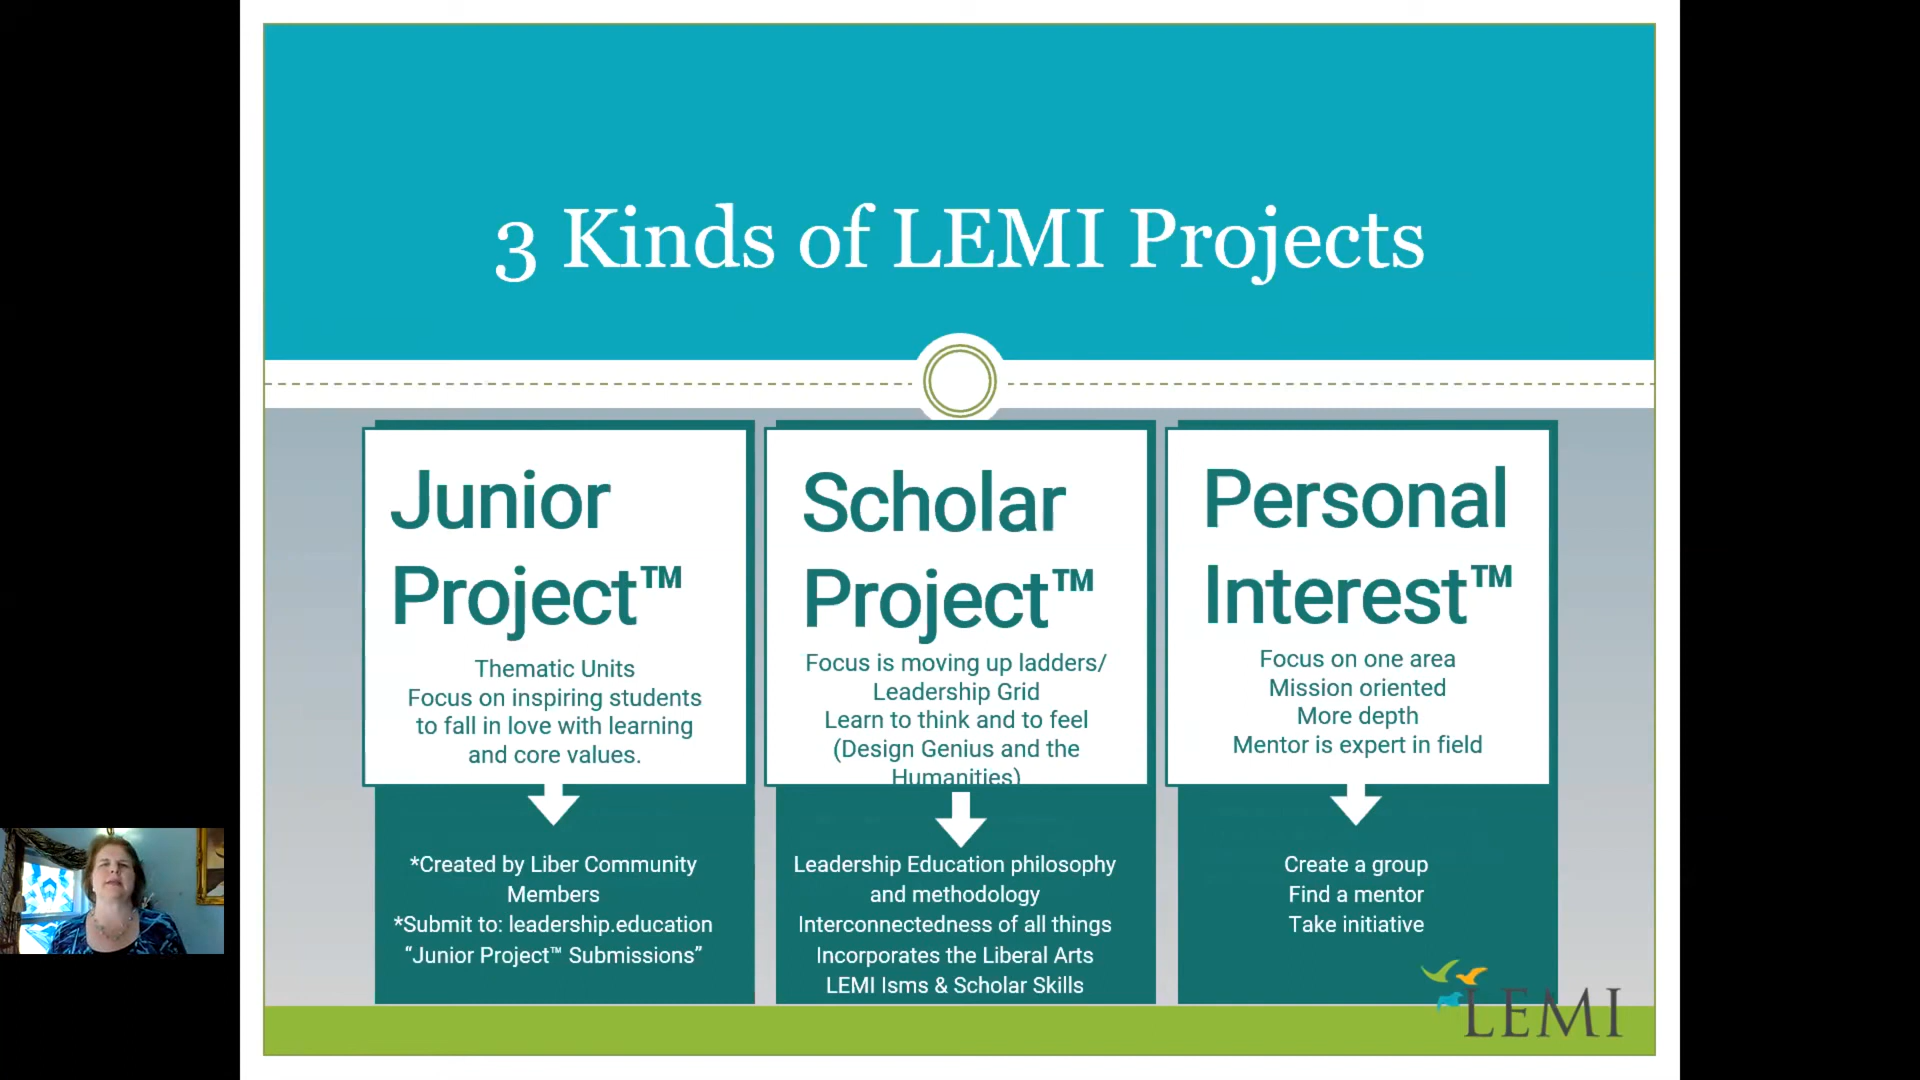 3 Kinds of LEMI Projects
Junior
Project™
Thematic Units
Focus on inspiring students
to fall in love with learning
and core values.
*Created by Liber Community
Members
*Submit to: leadership.education
“Junior Project™ Submissions”
Scholar
Project™
Focus is moving up ladders/
Leadership Grid
Learn to think and to feel
(Design Genius and the
Humanities)
Leadership Education philosophy
and methodology
Interconnectedness of all things
Incorporates the Liberal Arts
LEMI Isms & Scholar Skills
Personal
Interest™
Focus on one area
Mission oriented
More depth
Mentor is expert in field
Create a group
Find a mentor
Take initiative
LEMI